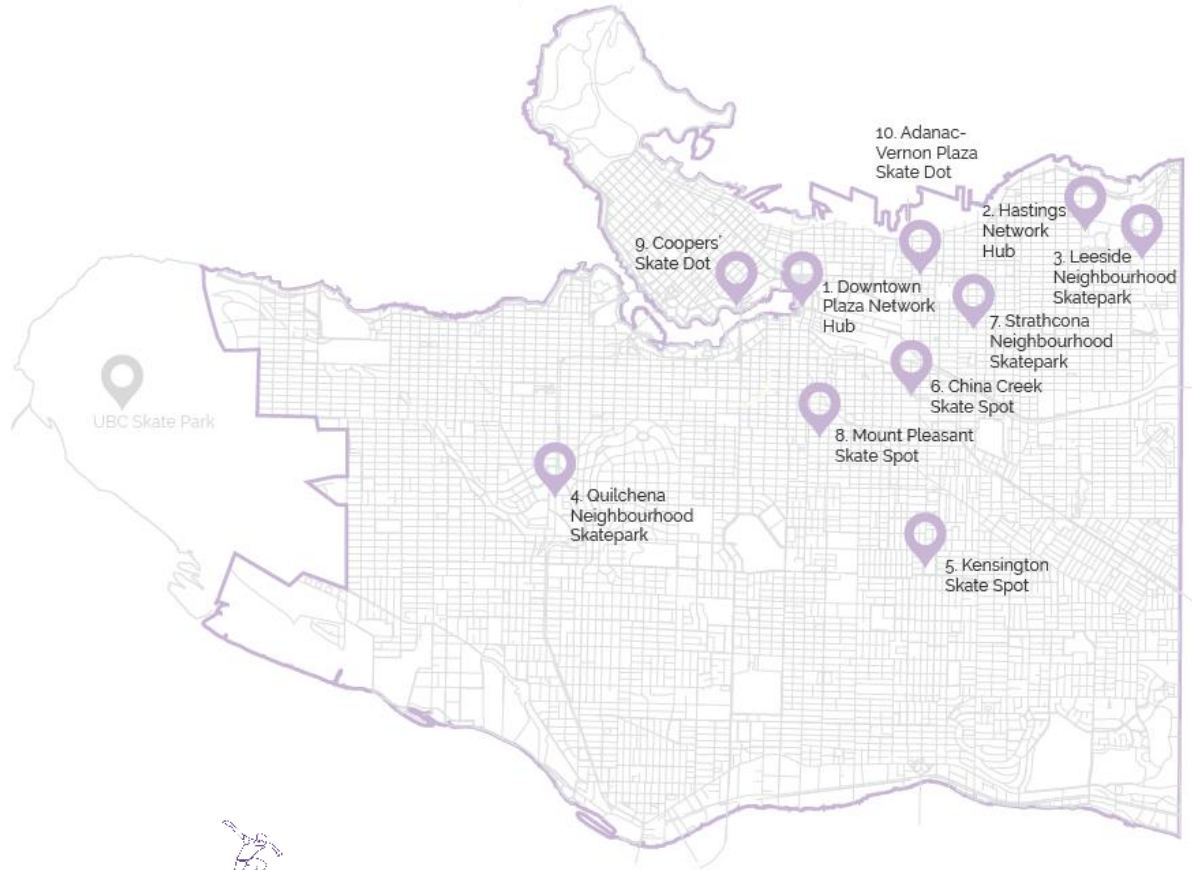 10. Adanac-
Vernon Plaza
Skate Dot
2. Hastings
Network
Hub
9. Coopers'
Skate Dot
3. Leeside
Neighbourhood
Skatepark
1. Downtown
Plaza Network
Hub
7. Strathcona
Neighbourhood
Skatepark
6. China Creek
Skate Spot
UBC Skate Park
8. Mount Pleasant
Skate Spot
4. Quilchena
Neighbourhood
Skatepark
5. Kensington
Skate Spot